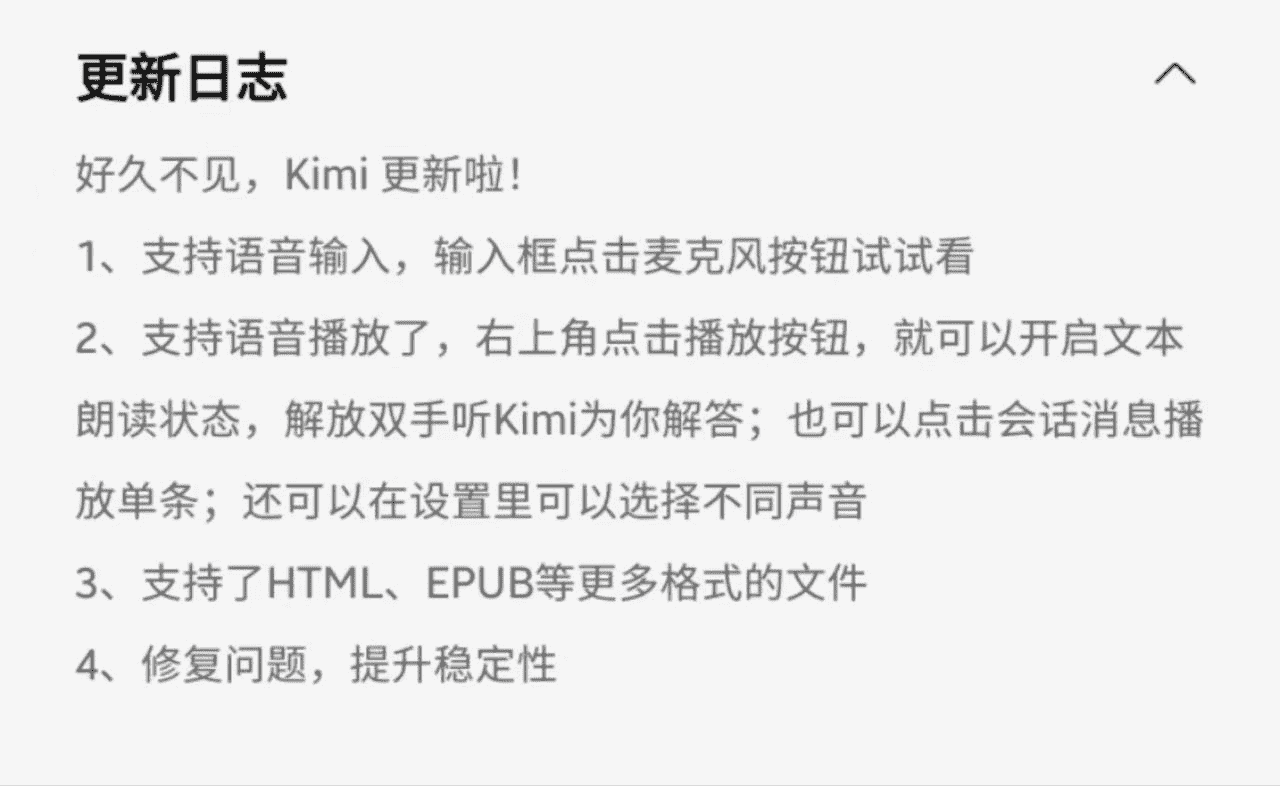 更新日志
好久不见，Kimi 更新啦！
1、支持语音输入，输入框点击麦克风按钮试试看
2、支持语音播放了，右上角点击播放按钮，就可以开启文本
朗读状态，解放双手听Kimi为你解答；也可以点击会话消息播
放单条；还可以在设置里可以选择不同声音
3、支持了HTML、EPUB等更多格式的文件
4、修复问题，提升稳定性